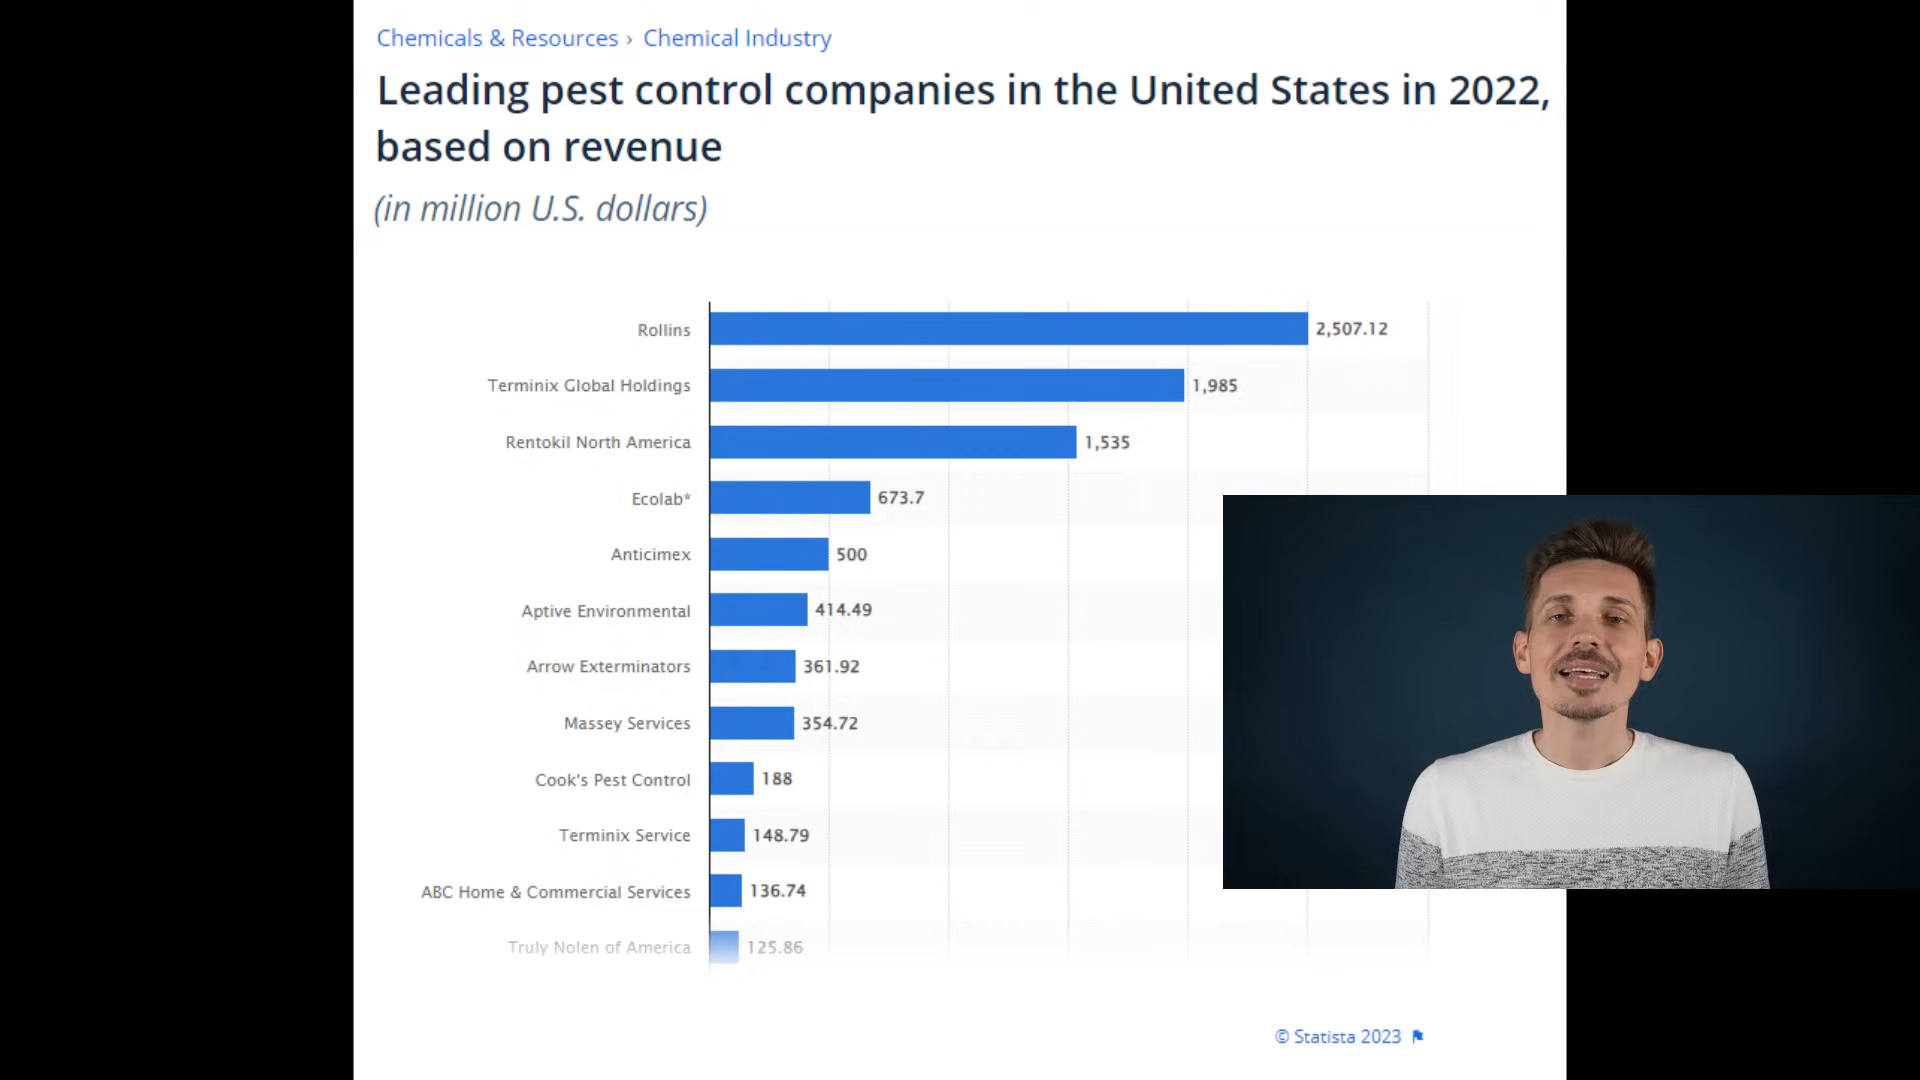 Chemicals & Resources › Chemical Industry
Leading pest control companies in the United States in 2022,
based on revenue
(in million U.S. dollars)
Rollins 2,507.12
Terminix Global Holdings 1,985
Rentokil North America 1,535
Ecolab* 673.7
Anticimex 500
Aptive Environmental 414.49
Arrow Exterminators 361.92
Massey Services 354.72
Cook's Pest Control 188
Terminix Service 148.79
ABC Home & Commercial Services 136.74
Truly Nolen of America 125.86
© Statista 2023